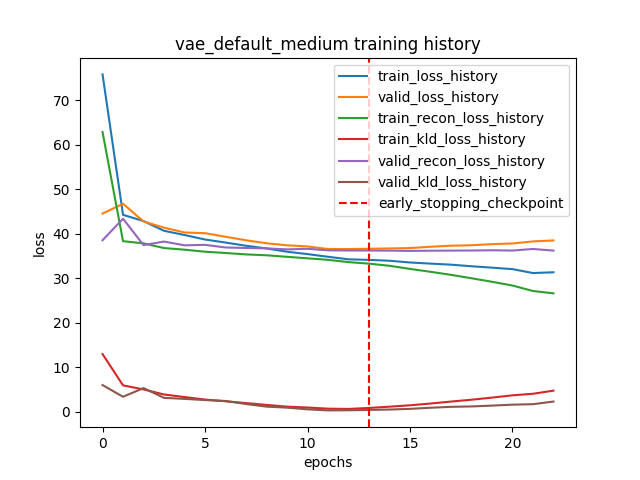 vae_default_medium training history
train_loss_history
valid_loss_history
train_recon_loss_history
train_kld_loss_history
valid_recon_loss_history
valid_kld_loss_history
early_stopping_checkpoint
70
60
50
40
30
20
10
0
loss
0 5 10 15 20
epochs